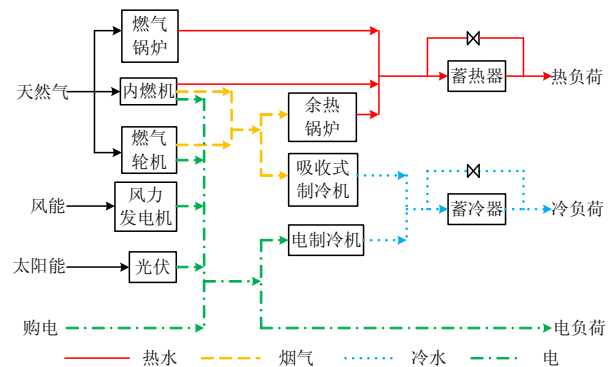 燃气
锅炉
天然气
内燃机
蓄热器
热负荷
余热
锅炉
燃气
轮机
吸收式
制冷机
风能
风力
发电机
蓄冷器
冷负荷
电制冷机
太阳能
光伏
购电
电负荷
热水
烟气
冷水
电